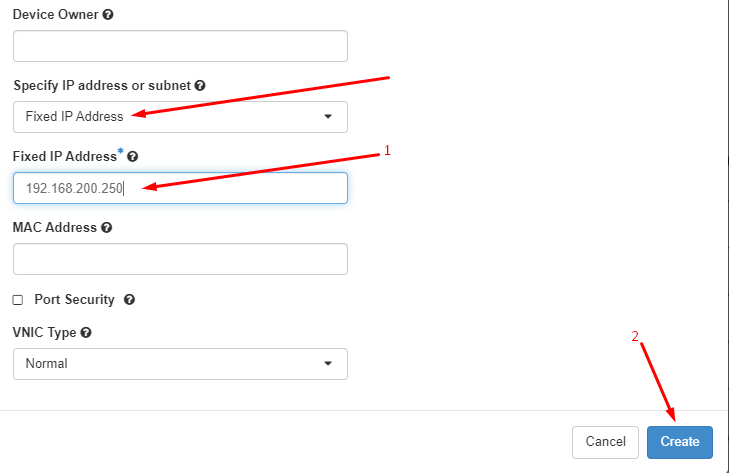 Device Owner
Specify IP address or subnet
Fixed IP Address
Fixed IP Address*
1
192.168.200.250
MAC Address
Port Security
VNIC Type
2
Normal
Cancel
Create